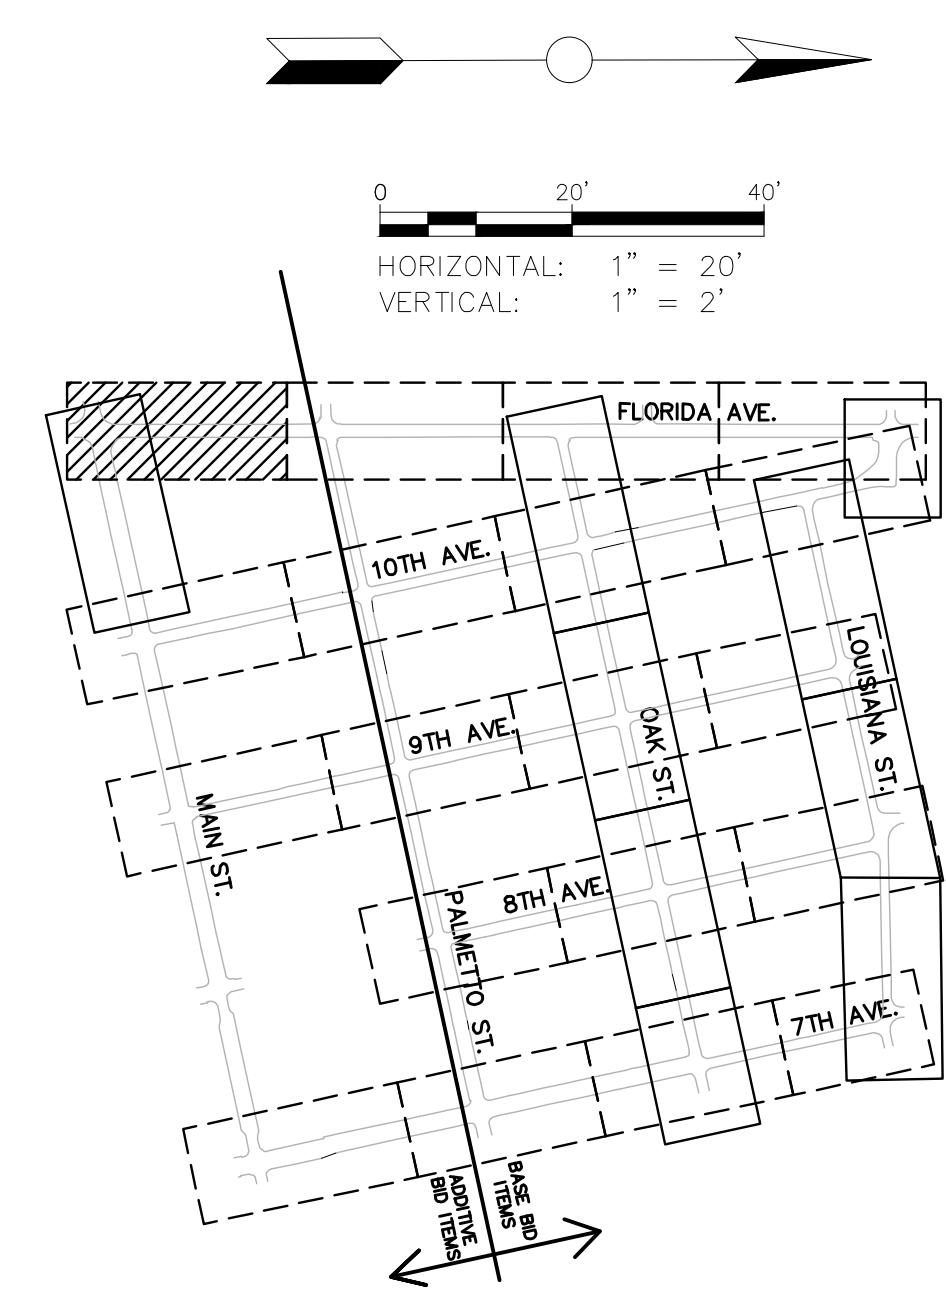 0 20' 40'
HORIZONTAL: 1" = 20'
VERTICAL: 1" = 2'
FLORIDA AVE.
10TH AVE.
9TH AVE.
8TH AVE.
7TH AVE.
MAIN ST.
PALMETTO ST.
OAK ST.
LOUISIANA ST.
ADDITIVE
BID ITEMS
BASE BID
ITEMS